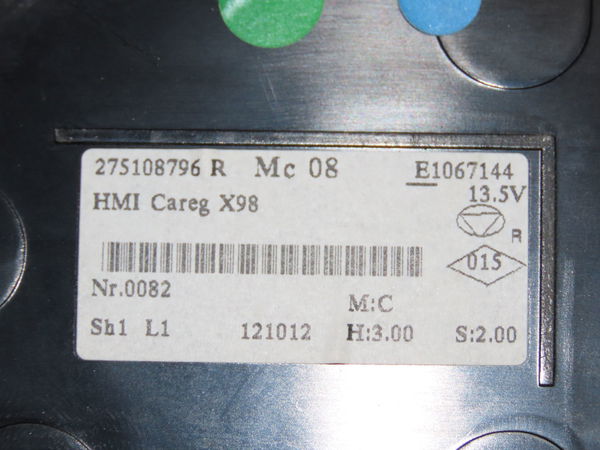 275108796 R Mc 08 E1067144
13.5V
HMI Careg X98
R
015
Nr.0082
M:C
Sh1 L1 121012 H:3.00 S:2.00